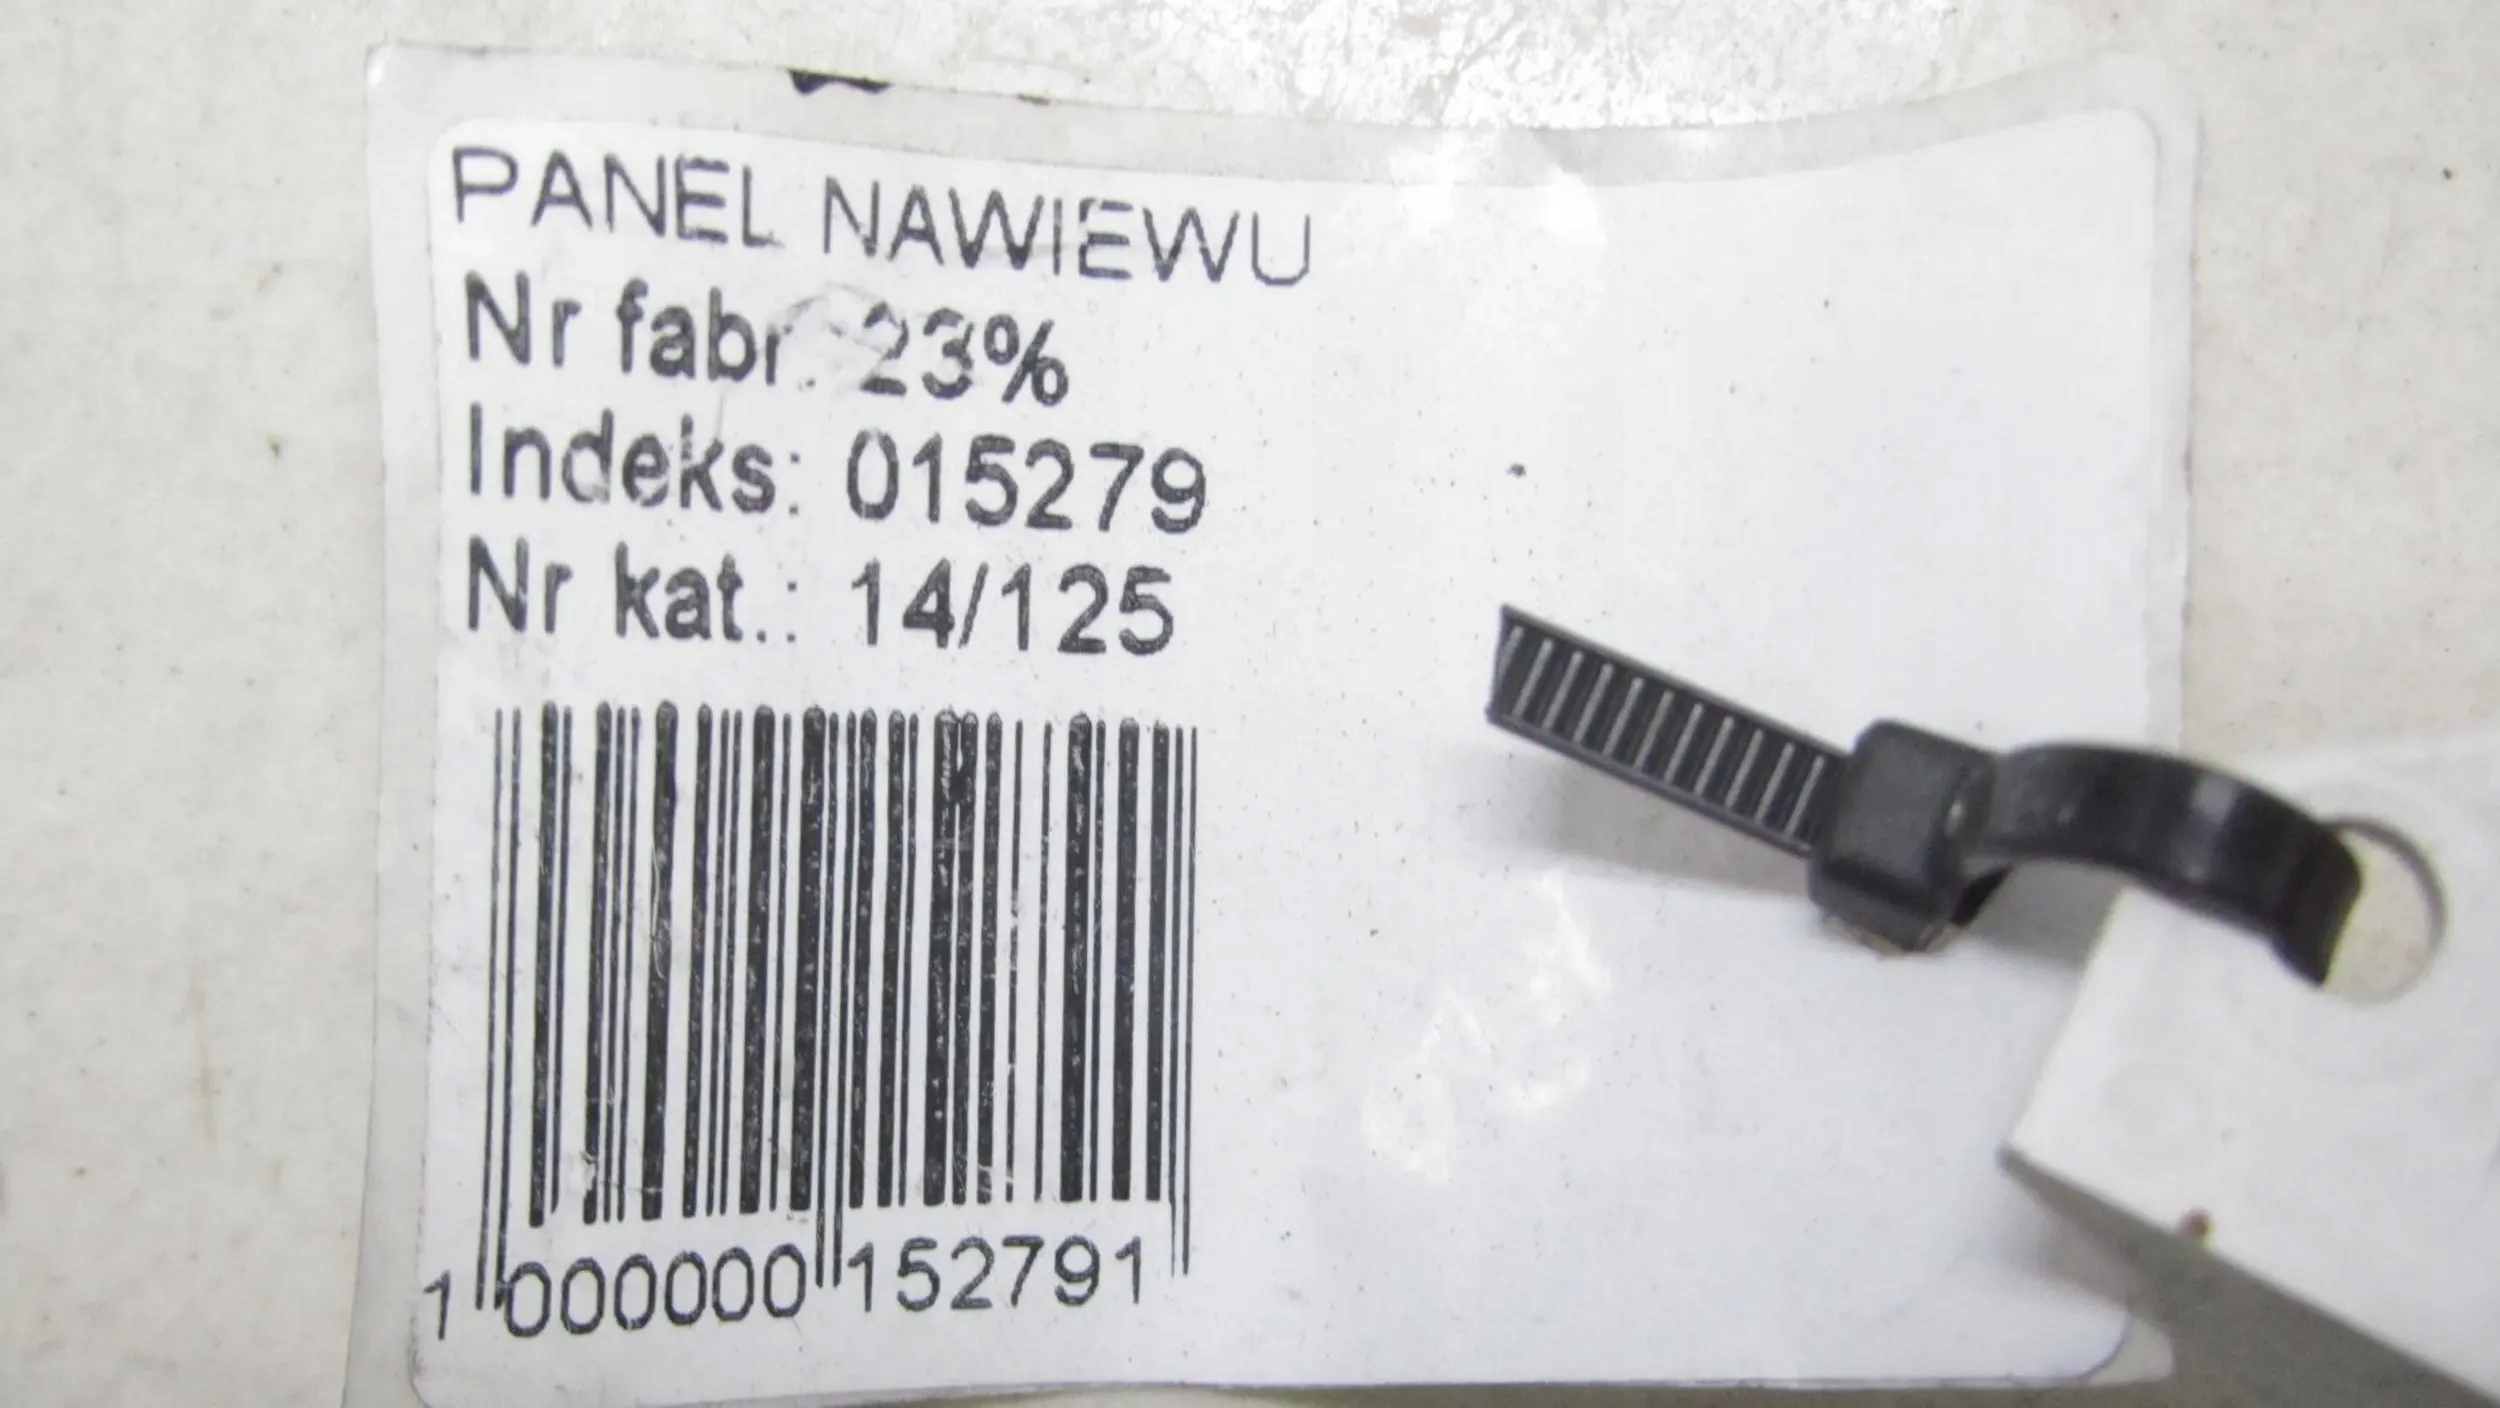 PANEL NAWIEWU
Nr fabr.: 23%
Indeks: 015279
Nr kat.: 14/125
1 000000 152791